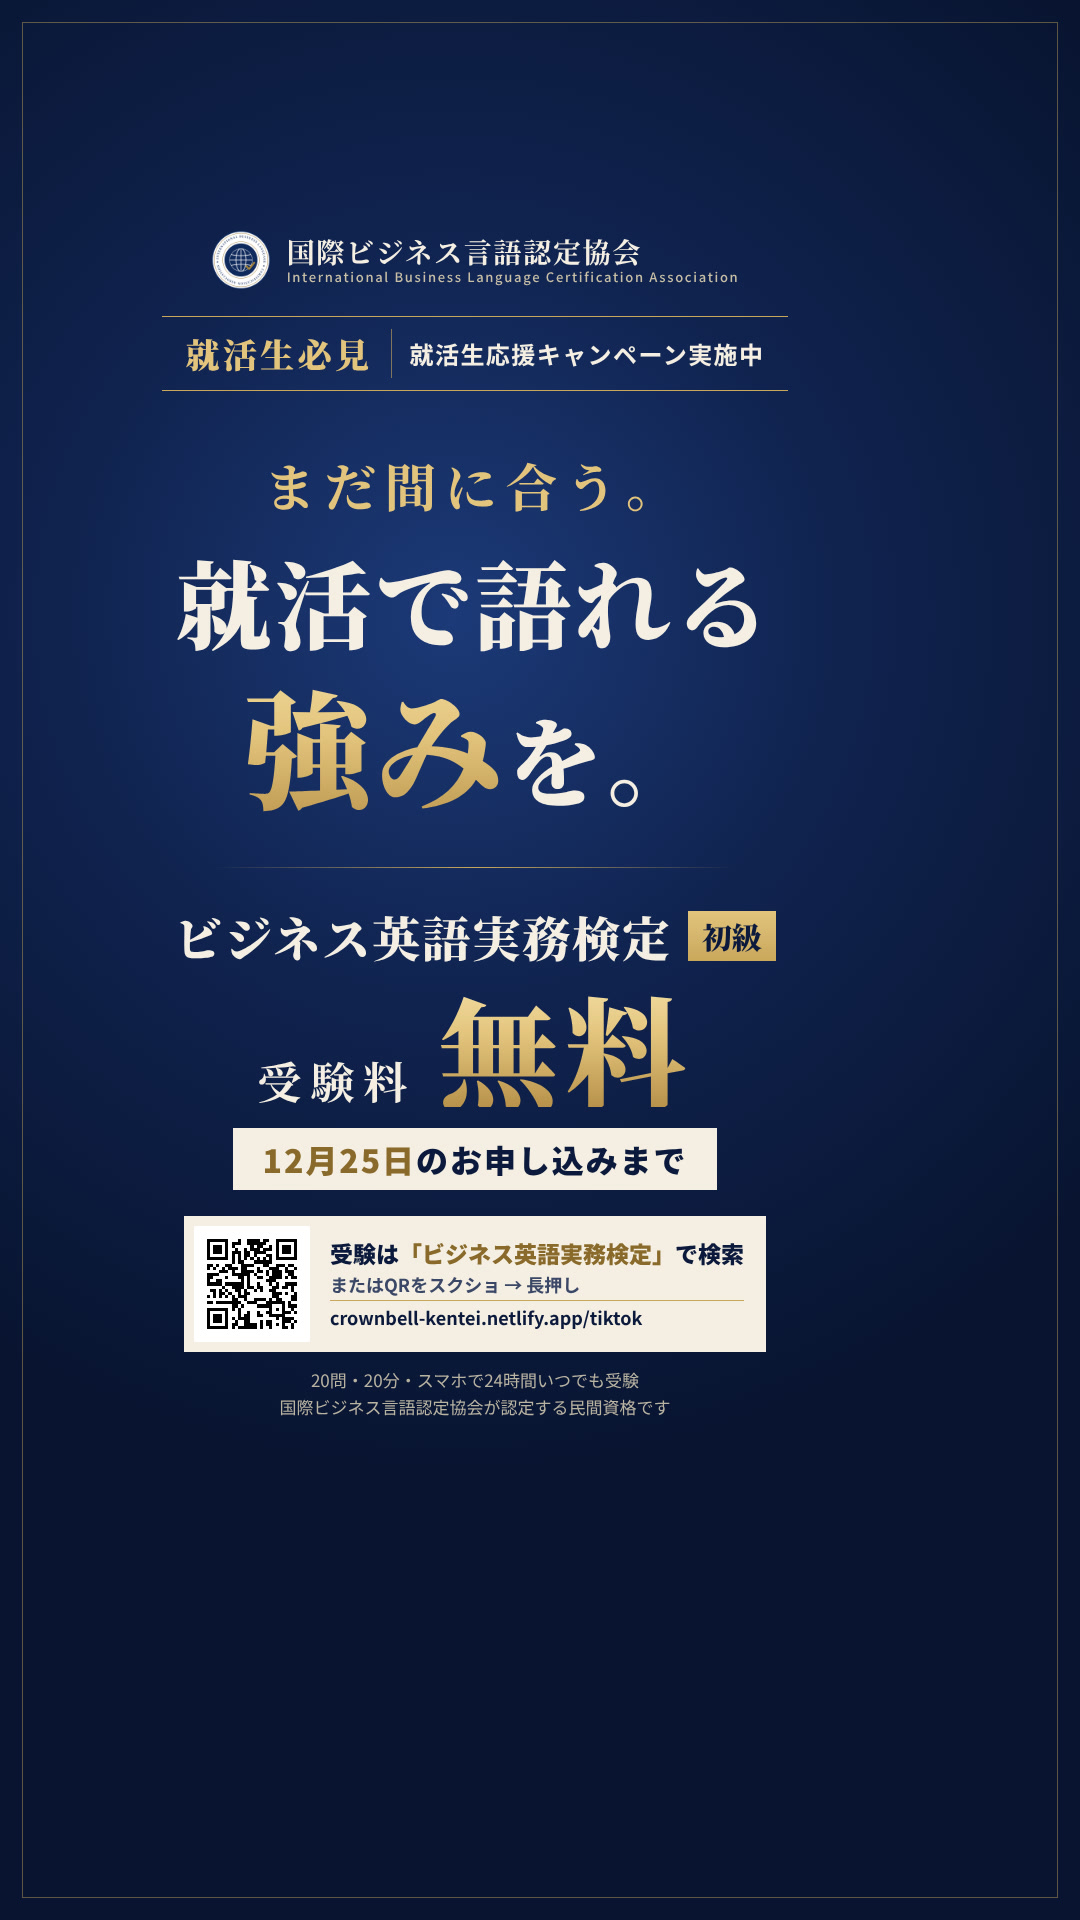 国際ビジネス言語認定協会
International Business Language Certification Association
就活生必見 就活生応援キャンペーン実施中
まだ間に合う。
就活で語れる
強みを。
ビジネス英語実務検定 初級
受験料 無料
12月25日のお申し込みまで
受験は「ビジネス英語実務検定」で検索
またはQRをスクショ → 長押し
crownbell-kentei.netlify.app/tiktok
20問・20分・スマホで24時間いつでも受験
国際ビジネス言語認定協会が認定する民間資格です